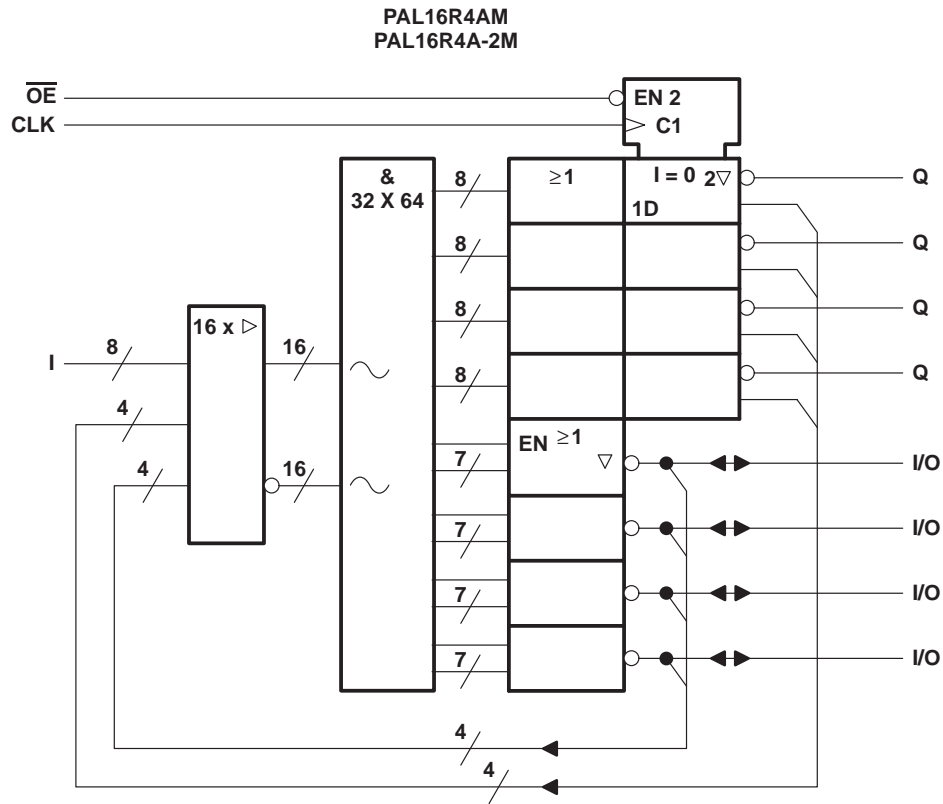 PAL16R4AM
PAL16R4A-2M
OE
EN 2
CLK
C1
&
32 X 64
8
≥1
I = 0 2▽
Q
1D
8
Q
8
Q
16 x ▷
I
8
16
8
Q
4
EN ≥1
▽
7
I/O
4
16
7
I/O
7
I/O
7
I/O
4
4